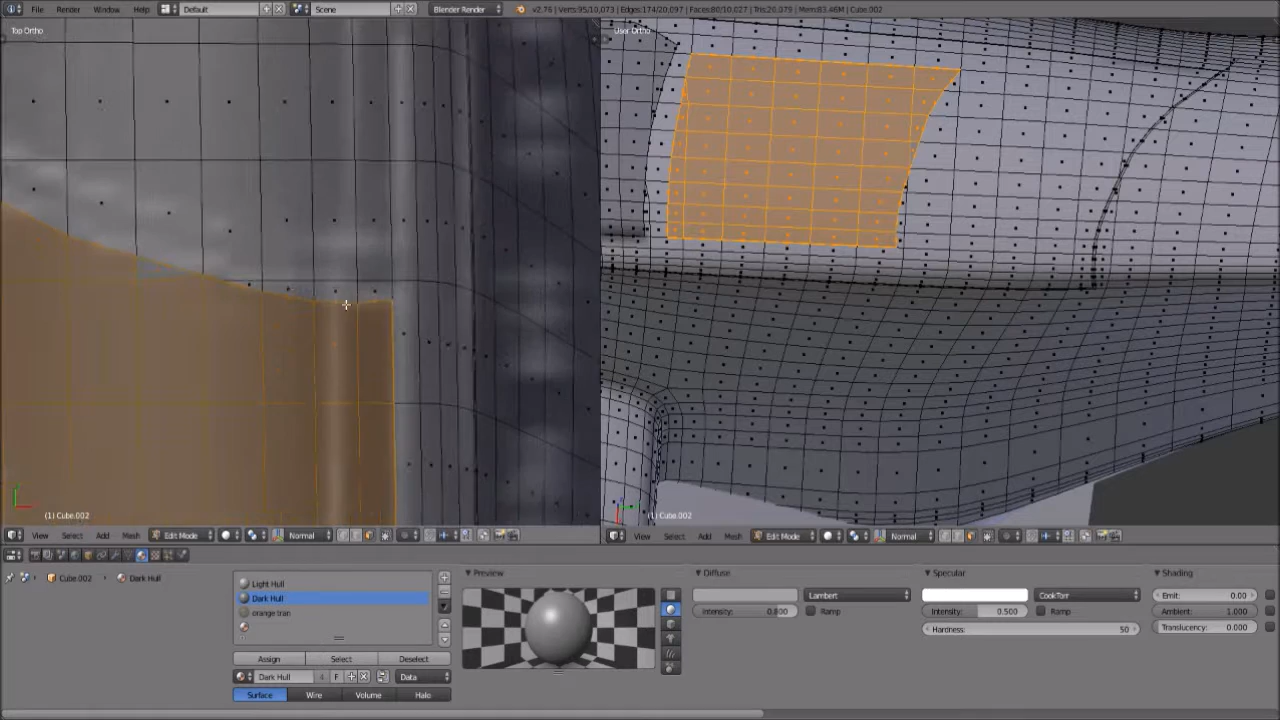 File Render Window Help Default Scene Blender Render v2.76 | Verts:95/10,073 | Edges:174/20,097 | Faces:80/10,027 | Tris:20,079 | Mem:83.46M | Cube.002
Top Ortho
User Ortho
(1) Cube.002
(1) Cube.002
View Select Add Mesh Edit Mode Normal
View Select Add Mesh Edit Mode Normal
Cube.002 Dark Hull
Light Hull
Dark Hull
orange tran
Assign Select Deselect
Dark Hull 4 F Data
Surface Wire Volume Halo
Preview
Diffuse
Lambert
Intensity: 0.800 Ramp
Specular
CookTorr
Intensity: 0.500 Ramp
Hardness: 50
Shading
Emit: 0.00
Ambient: 1.000
Translucency: 0.000